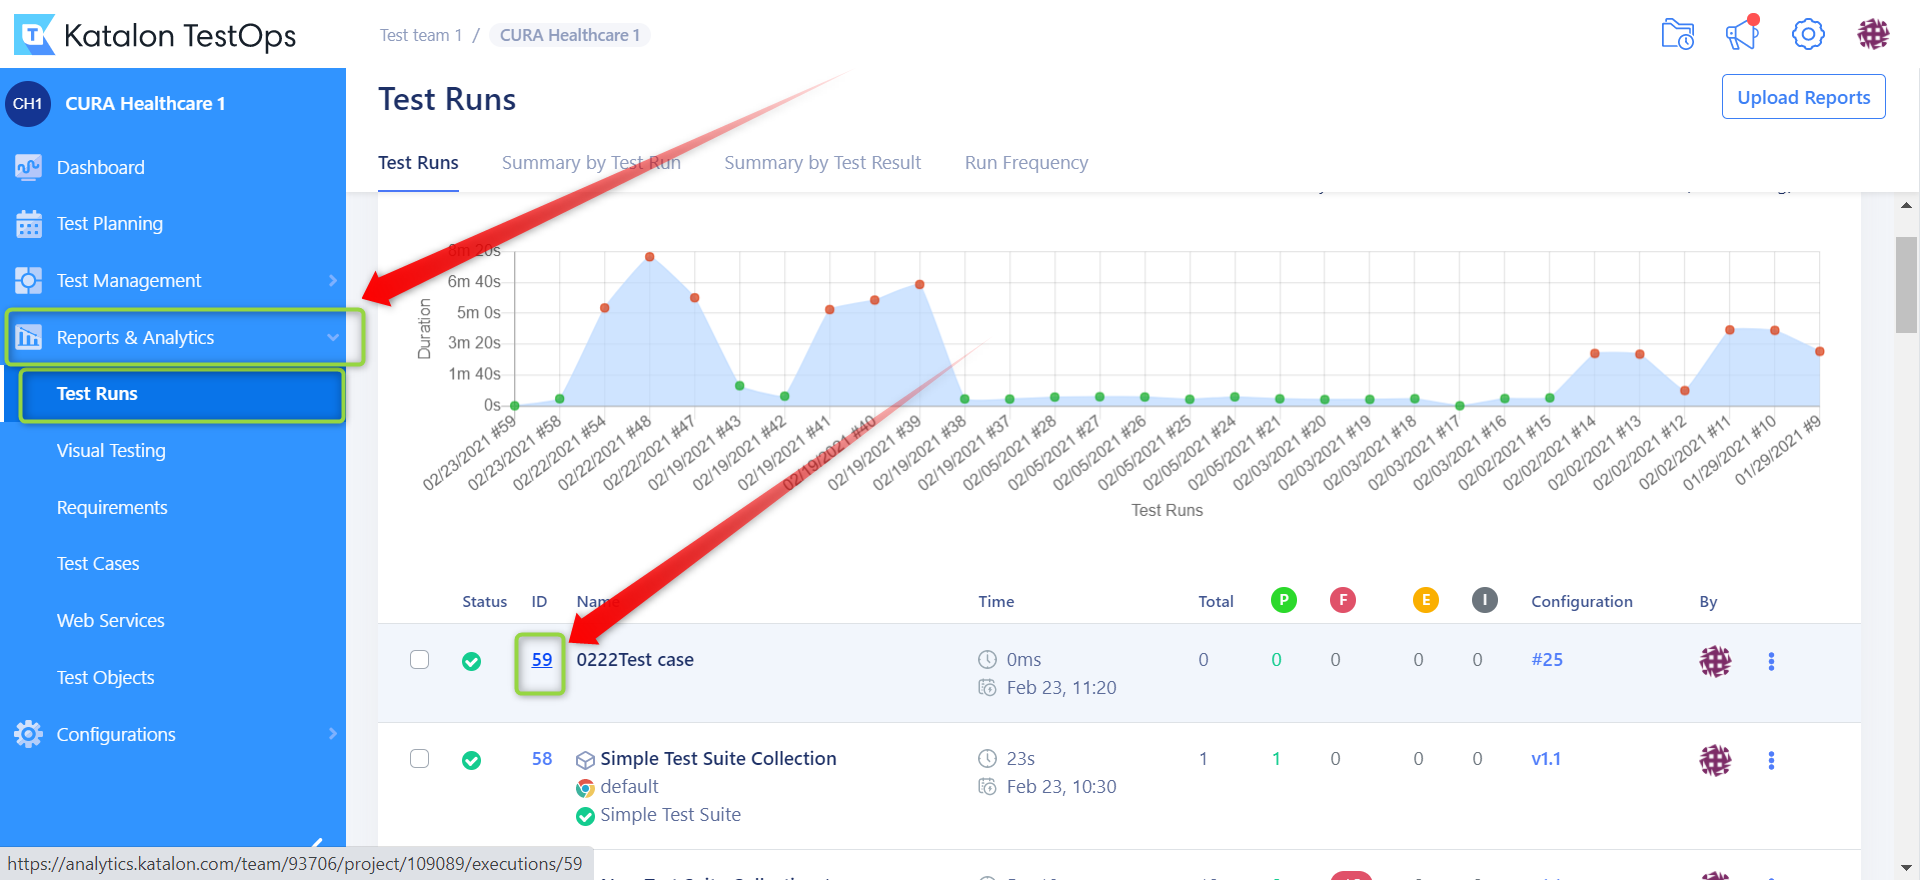 Katalon TestOps
Test team 1 / CURA Healthcare 1
CH1 CURA Healthcare 1
Dashboard
Test Planning
Test Management
Reports & Analytics
Test Runs
Visual Testing
Requirements
Test Cases
Web Services
Test Objects
Configurations
https://analytics.katalon.com/team/93706/project/109089/executions/59
Test Runs
Upload Reports
Test Runs Summary by Test Run Summary by Test Result Run Frequency
Duration
8m 20s
6m 40s
5m 0s
3m 20s
1m 40s
0s
02/23/2021 #59
02/23/2021 #58
02/22/2021 #54
02/22/2021 #48
02/22/2021 #47
02/19/2021 #43
02/19/2021 #42
02/19/2021 #41
02/19/2021 #40
02/19/2021 #39
02/19/2021 #38
02/19/2021 #37
02/05/2021 #28
02/05/2021 #27
02/05/2021 #26
02/05/2021 #25
02/05/2021 #24
02/05/2021 #21
02/03/2021 #20
02/03/2021 #19
02/03/2021 #18
02/03/2021 #17
02/03/2021 #16
02/02/2021 #15
02/02/2021 #14
02/02/2021 #13
02/02/2021 #12
02/02/2021 #11
01/29/2021 #10
01/29/2021 #9
Test Runs
Status ID Name Time Total P F E I Configuration By
59 0222Test case 0ms 0 0 0 0 0 #25
Feb 23, 11:20
58 Simple Test Suite Collection 23s 1 1 0 0 0 v1.1
default Feb 23, 10:30
Simple Test Suite